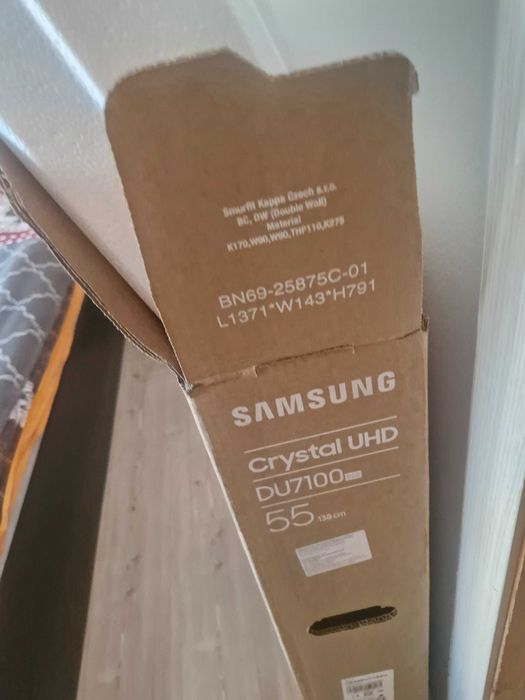 Smurfit Kappa Czech s.r.o.
BC, DW (Double Wall)
Material
K170,W90,W90,THF110,K275
BN69-25875C-01
L1371*W143*H791
SAMSUNG
Crystal UHD
DU7100
55 138 cm